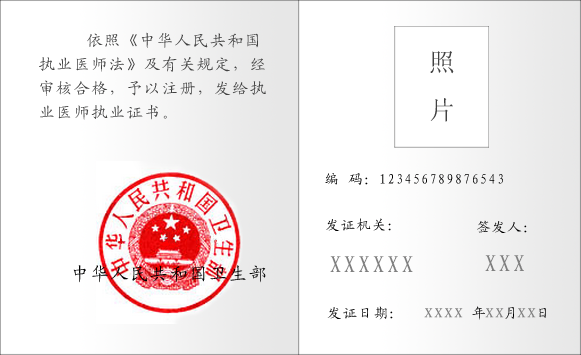 依照《中华人民共和国
执业医师法》及有关规定，经
审核合格，予以注册，发给执
业医师执业证书。
中华人民共和国卫生部
中华人民共和国卫生部
照
片
编 码：123456789876543
发证机关： 签发人：
XXXXXX XXX
发证日期： XXXX 年XX月XX日